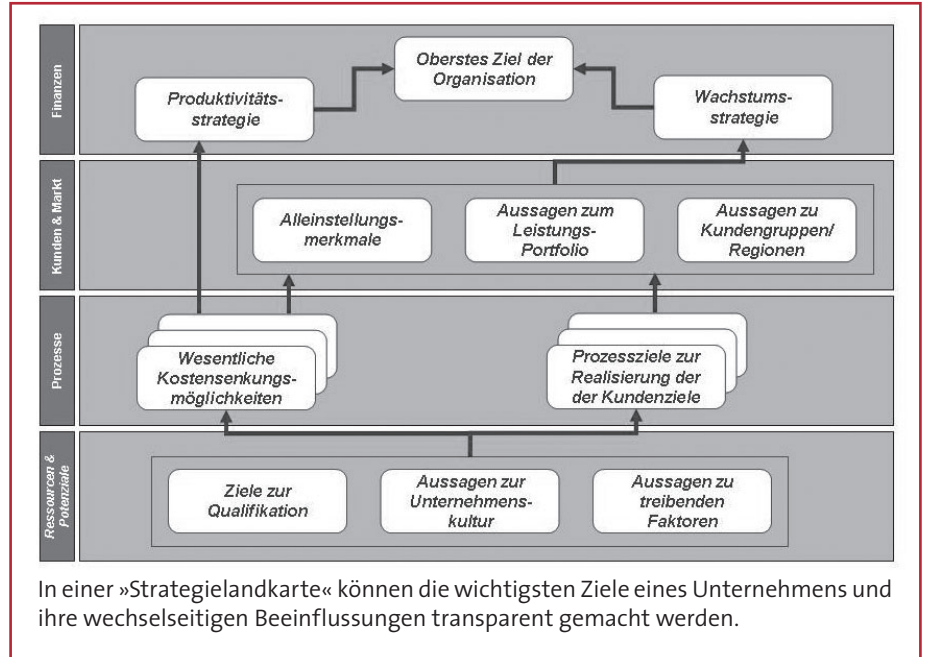 Finanzen
Oberstes Ziel der
Organisation
Produktivitäts-
strategie
Wachstums-
strategie
Kunden & Markt
Alleinstellungs-
merkmale
Aussagen zum
Leistungs-
Portfolio
Aussagen zu
Kundengruppen/
Regionen
Prozesse
Wesentliche
Kostensenkungs-
möglichkeiten
Prozessziele zur
Realisierung der
der Kundenziele
Ressourcen &
Potenziale
Ziele zur
Qualifikation
Aussagen zur
Unternehmens-
kultur
Aussagen zu
treibenden
Faktoren
In einer »Strategielandkarte« können die wichtigsten Ziele eines Unternehmens und
ihre wechselseitigen Beeinflussungen transparent gemacht werden.